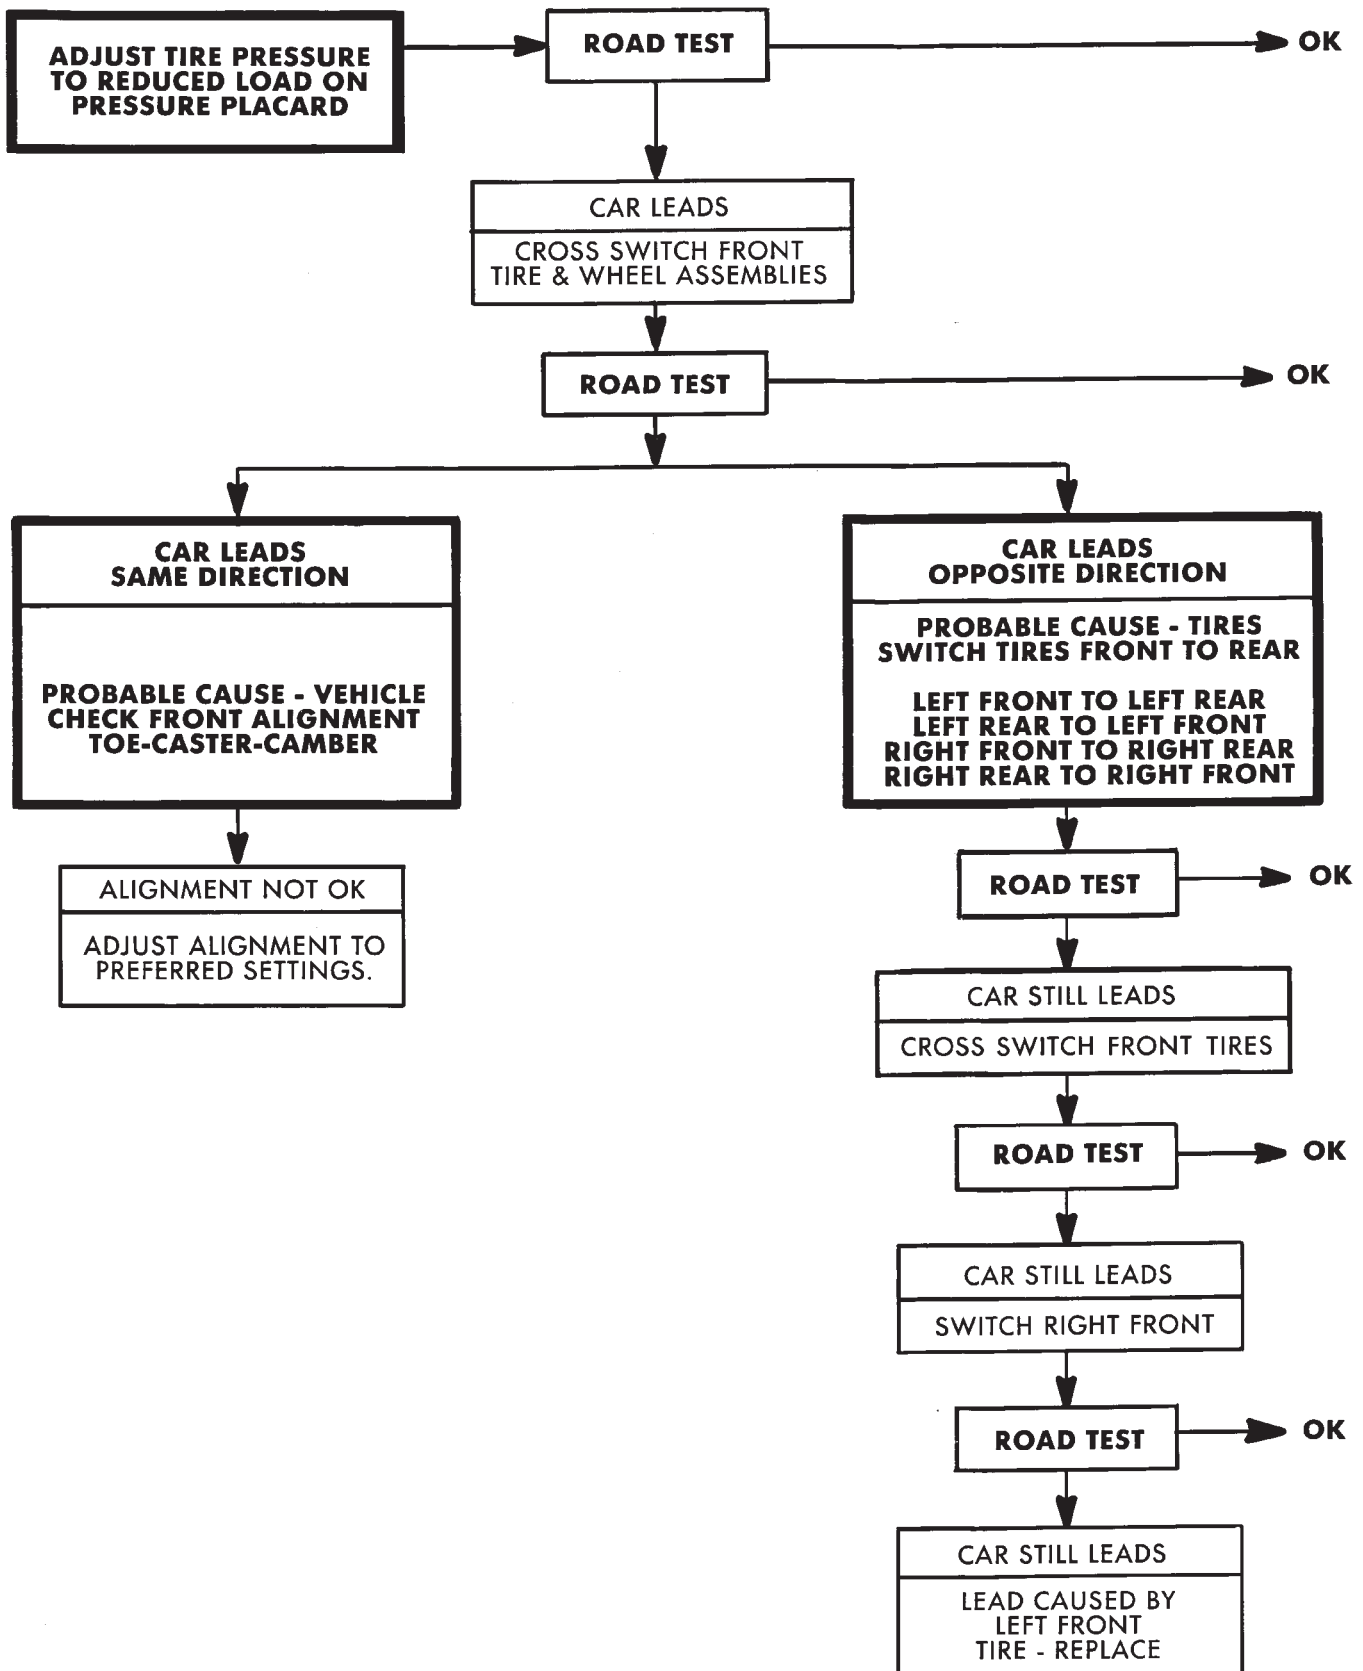 ADJUST TIRE PRESSURE
TO REDUCED LOAD ON
PRESSURE PLACARD
ROAD TEST
OK
CAR LEADS
CROSS SWITCH FRONT
TIRE & WHEEL ASSEMBLIES
ROAD TEST
OK
CAR LEADS
SAME DIRECTION
PROBABLE CAUSE - VEHICLE
CHECK FRONT ALIGNMENT
TOE-CASTER-CAMBER
ALIGNMENT NOT OK
ADJUST ALIGNMENT TO
PREFERRED SETTINGS.
CAR LEADS
OPPOSITE DIRECTION
PROBABLE CAUSE - TIRES
SWITCH TIRES FRONT TO REAR
LEFT FRONT TO LEFT REAR
LEFT REAR TO LEFT FRONT
RIGHT FRONT TO RIGHT REAR
RIGHT REAR TO RIGHT FRONT
ROAD TEST
OK
CAR STILL LEADS
CROSS SWITCH FRONT TIRES
ROAD TEST
OK
CAR STILL LEADS
SWITCH RIGHT FRONT
ROAD TEST
OK
CAR STILL LEADS
LEAD CAUSED BY
LEFT FRONT
TIRE - REPLACE